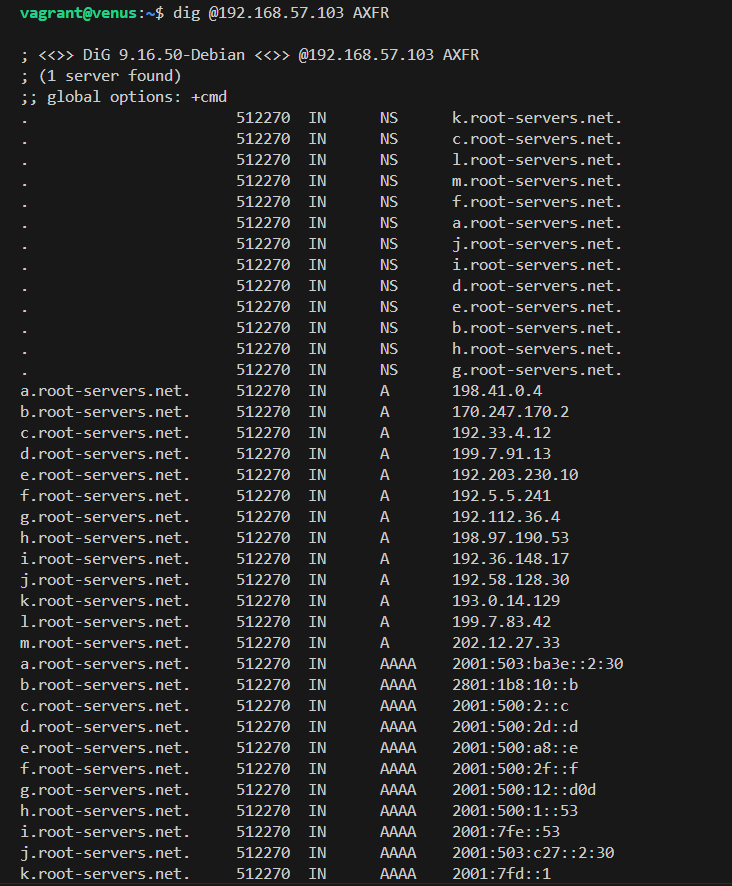 vagrant@venus:~$ dig @192.168.57.103 AXFR
; <<>> DiG 9.16.50-Debian <<>> @192.168.57.103 AXFR
; (1 server found)
;; global options: +cmd
. 512270 IN NS k.root-servers.net.
. 512270 IN NS c.root-servers.net.
. 512270 IN NS l.root-servers.net.
. 512270 IN NS m.root-servers.net.
. 512270 IN NS f.root-servers.net.
. 512270 IN NS a.root-servers.net.
. 512270 IN NS j.root-servers.net.
. 512270 IN NS i.root-servers.net.
. 512270 IN NS d.root-servers.net.
. 512270 IN NS e.root-servers.net.
. 512270 IN NS b.root-servers.net.
. 512270 IN NS h.root-servers.net.
. 512270 IN NS g.root-servers.net.
a.root-servers.net. 512270 IN A 198.41.0.4
b.root-servers.net. 512270 IN A 170.247.170.2
c.root-servers.net. 512270 IN A 192.33.4.12
d.root-servers.net. 512270 IN A 199.7.91.13
e.root-servers.net. 512270 IN A 192.203.230.10
f.root-servers.net. 512270 IN A 192.5.5.241
g.root-servers.net. 512270 IN A 192.112.36.4
h.root-servers.net. 512270 IN A 198.97.190.53
i.root-servers.net. 512270 IN A 192.36.148.17
j.root-servers.net. 512270 IN A 192.58.128.30
k.root-servers.net. 512270 IN A 193.0.14.129
l.root-servers.net. 512270 IN A 199.7.83.42
m.root-servers.net. 512270 IN A 202.12.27.33
a.root-servers.net. 512270 IN AAAA 2001:503:ba3e::2:30
b.root-servers.net. 512270 IN AAAA 2801:1b8:10::b
c.root-servers.net. 512270 IN AAAA 2001:500:2::c
d.root-servers.net. 512270 IN AAAA 2001:500:2d::d
e.root-servers.net. 512270 IN AAAA 2001:500:a8::e
f.root-servers.net. 512270 IN AAAA 2001:500:2f::f
g.root-servers.net. 512270 IN AAAA 2001:500:12::d0d
h.root-servers.net. 512270 IN AAAA 2001:500:1::53
i.root-servers.net. 512270 IN AAAA 2001:7fe::53
j.root-servers.net. 512270 IN AAAA 2001:503:c27::2:30
k.root-servers.net. 512270 IN AAAA 2001:7fd::1